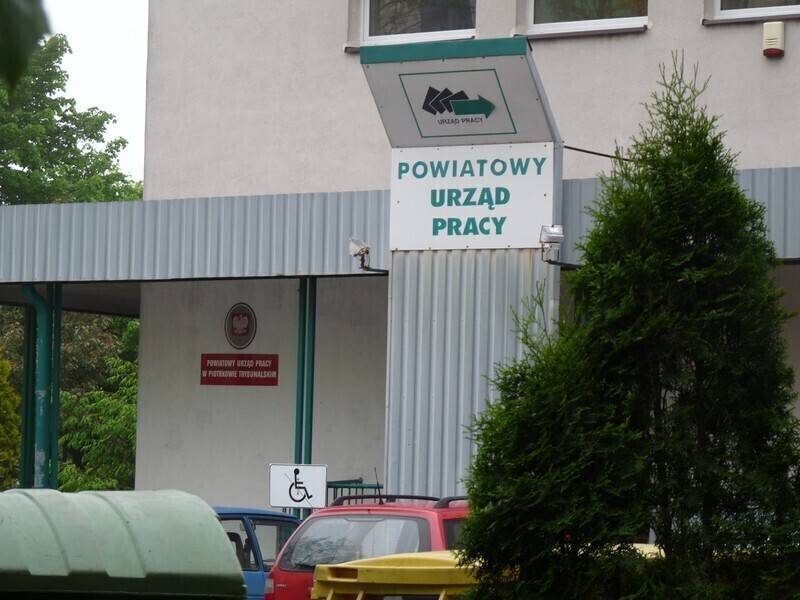 URZĄD PRACY
POWIATOWY
URZĄD
PRACY
POWIATOWY URZĄD PRACY
W PIOTRKOWIE TRYBUNALSKIM